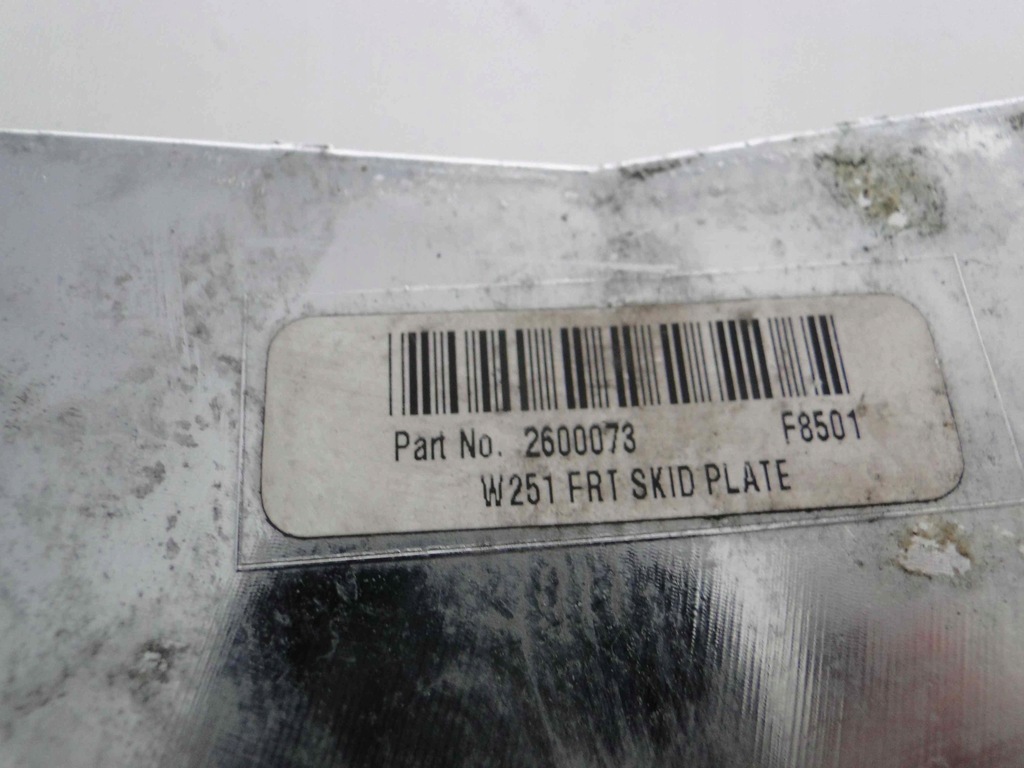 Part No. 2600073 F8501
W251 FRT SKID PLATE